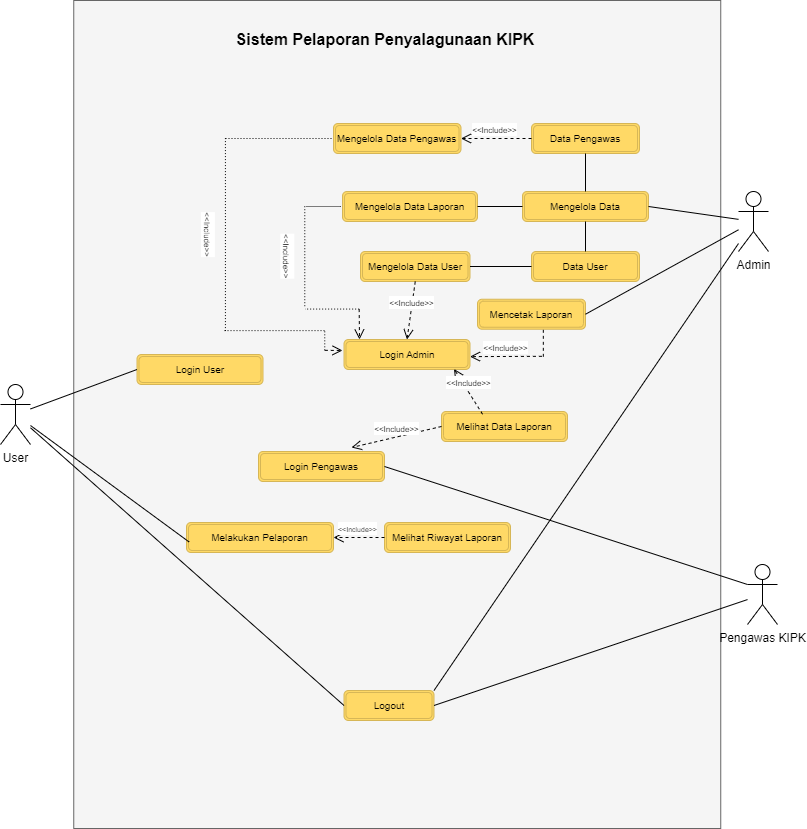 Sistem Pelaporan Penyalagunaan KIPK
Mengelola Data Pengawas
<<Include>>
Data Pengawas
<<Include>>
<<Include>>
Mengelola Data Laporan
Mengelola Data
Admin
Mengelola Data User
Data User
<<Include>>
Mencetak Laporan
Login Admin
<<Include>>
Login User
<<Include>>
User
<<Include>>
Melihat Data Laporan
Login Pengawas
Melakukan Pelaporan
<<Include>>
Melihat Riwayat Laporan
Pengawas KIPK
Logout